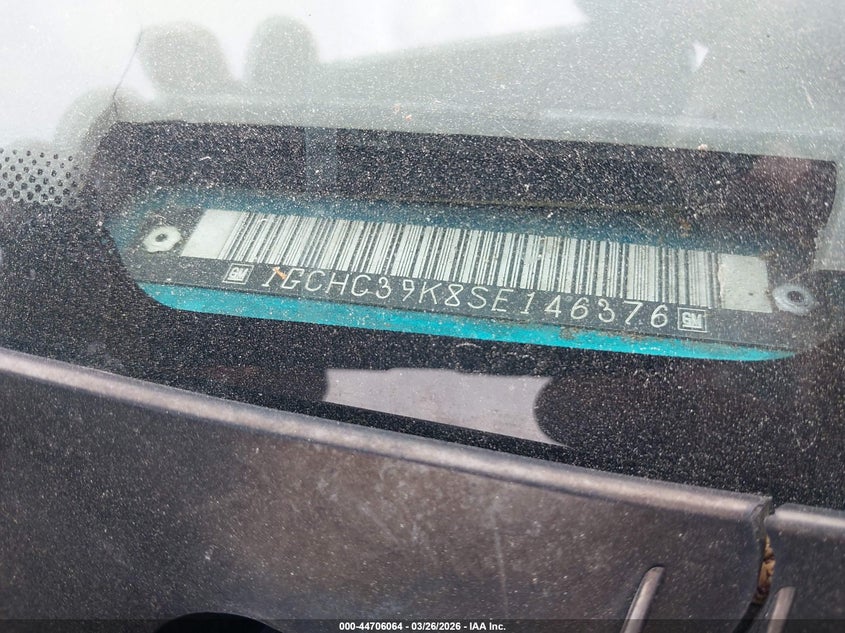 GM 1GCHC39K8SE146376 GM
000-44706064 | 03/26/2026 – IAA Inc.